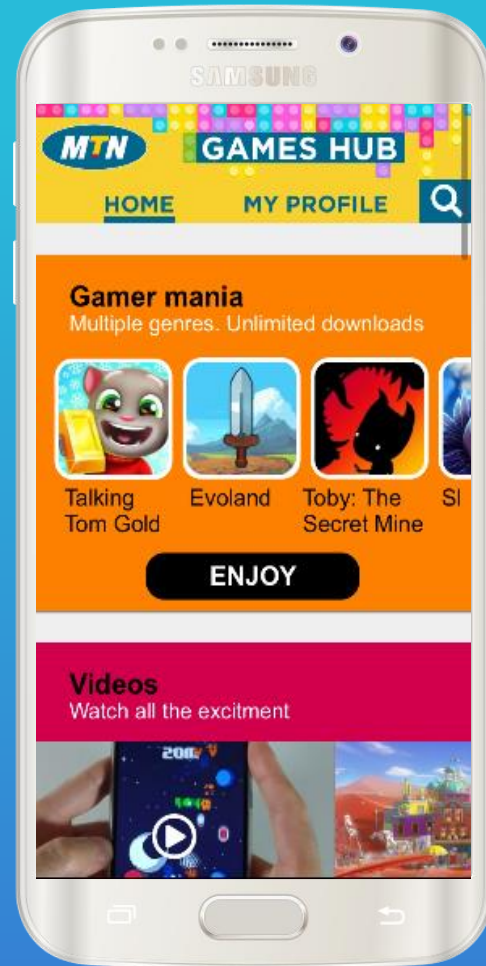 SAMSUNG
MTN
GAMES HUB
HOME
MY PROFILE
Gamer mania
Multiple genres. Unlimited downloads
Talking
Tom Gold
Evoland
Toby: The
Secret Mine
Sl
ENJOY
Videos
Watch all the excitment